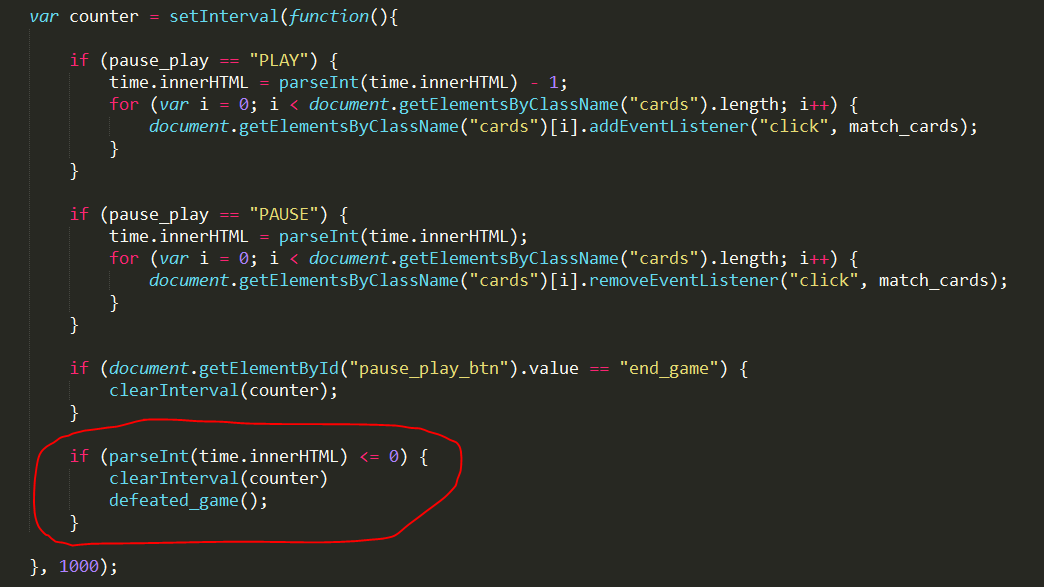 var counter = setInterval(function(){
if (pause_play == "PLAY") {
time.innerHTML = parseInt(time.innerHTML) - 1;
for (var i = 0; i < document.getElementsByClassName("cards").length; i++) {
document.getElementsByClassName("cards")[i].addEventListener("click", match_cards);
}
}
if (pause_play == "PAUSE") {
time.innerHTML = parseInt(time.innerHTML);
for (var i = 0; i < document.getElementsByClassName("cards").length; i++) {
document.getElementsByClassName("cards")[i].removeEventListener("click", match_cards);
}
}
if (document.getElementById("pause_play_btn").value == "end_game") {
clearInterval(counter);
}
if (parseInt(time.innerHTML) <= 0) {
clearInterval(counter)
defeated_game();
}
}, 1000);